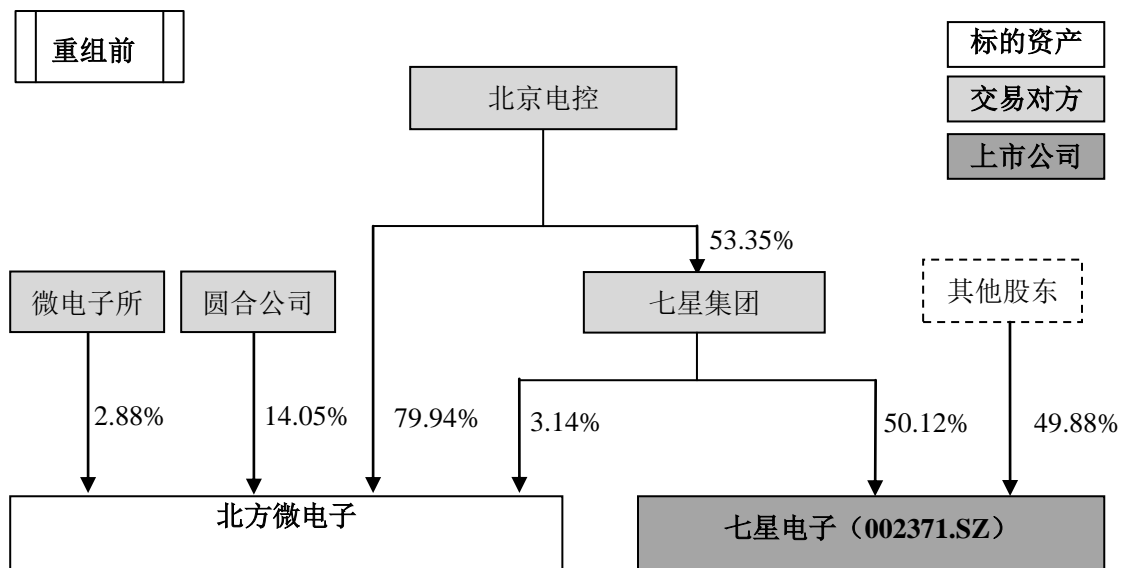 重组前
标的资产
交易对方
上市公司
北京电控
53.35%
微电子所
圆合公司
七星集团
其他股东
2.88%
14.05%
79.94%
3.14%
50.12%
49.88%
北方微电子
七星电子（002371.SZ）